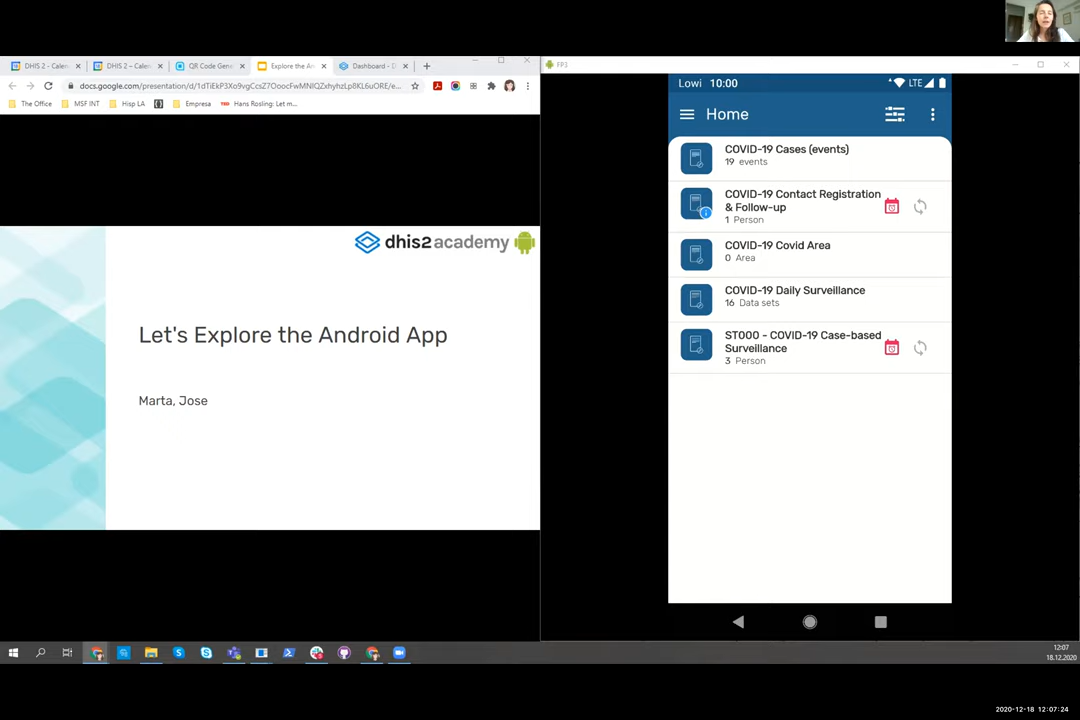 DHIS 2 - Calen
DHIS 2 – Calen
QR Code Gene
Explore the An
Dashboard - D
docs.google.com/presentation/d/1dTiEkP3Xo9vgCcsZ7OoocFwMNIQZxhyhzLp8KL6uORE/e...
The Office
MSF INT
Hisp LA
Empresa
TED
Hans Rosling: Let m...
dhis2 academy
Let's Explore the Android App
Marta, Jose
FP3
Lowi 10:00
LTE
Home
COVID-19 Cases (events)
19 events
COVID-19 Contact Registration
& Follow-up
1 Person
COVID-19 Covid Area
0 Area
COVID-19 Daily Surveillance
16 Data sets
ST000 - COVID-19 Case-based
Surveillance
3 Person
12:07
18.12.2020
2020-12-18 12:07:24